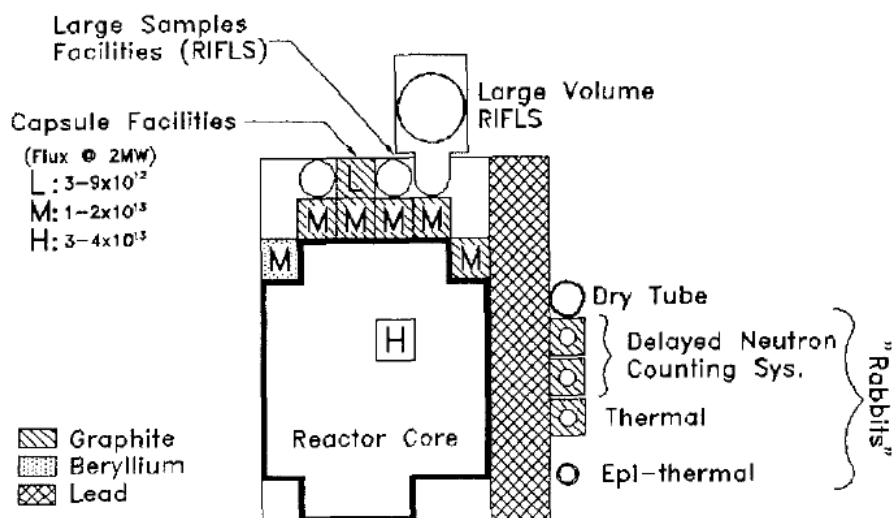 Large Samples
Facilities (RIFLS)
Large Volume
RIFLS
Capsule Facilities
(Flux @ 2MW)
L: 3-9x10¹²
M: 1-2x10¹³
H: 3-4x10¹³
L
M M M M
M
M
H
Reactor Core
Dry Tube
Delayed Neutron
Counting Sys.
Thermal
Epi-thermal
"Rabbits"
Graphite
Beryllium
Lead